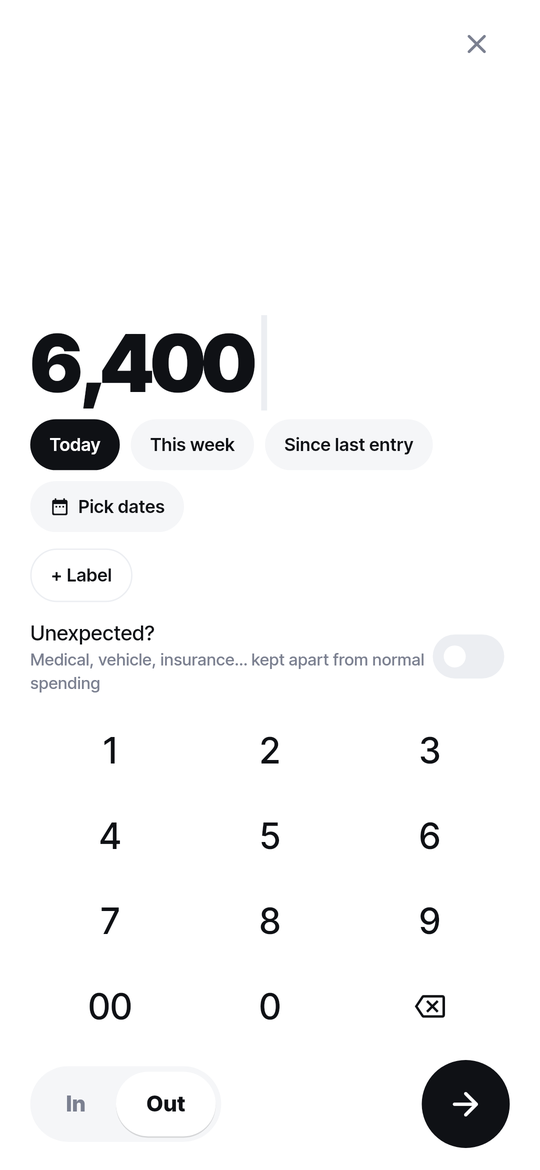 6,400
Today
This week
Since last entry
Pick dates
+ Label
Unexpected?
Medical, vehicle, insurance... kept apart from normal
spending
1
2
3
4
5
6
7
8
9
00
0
In
Out